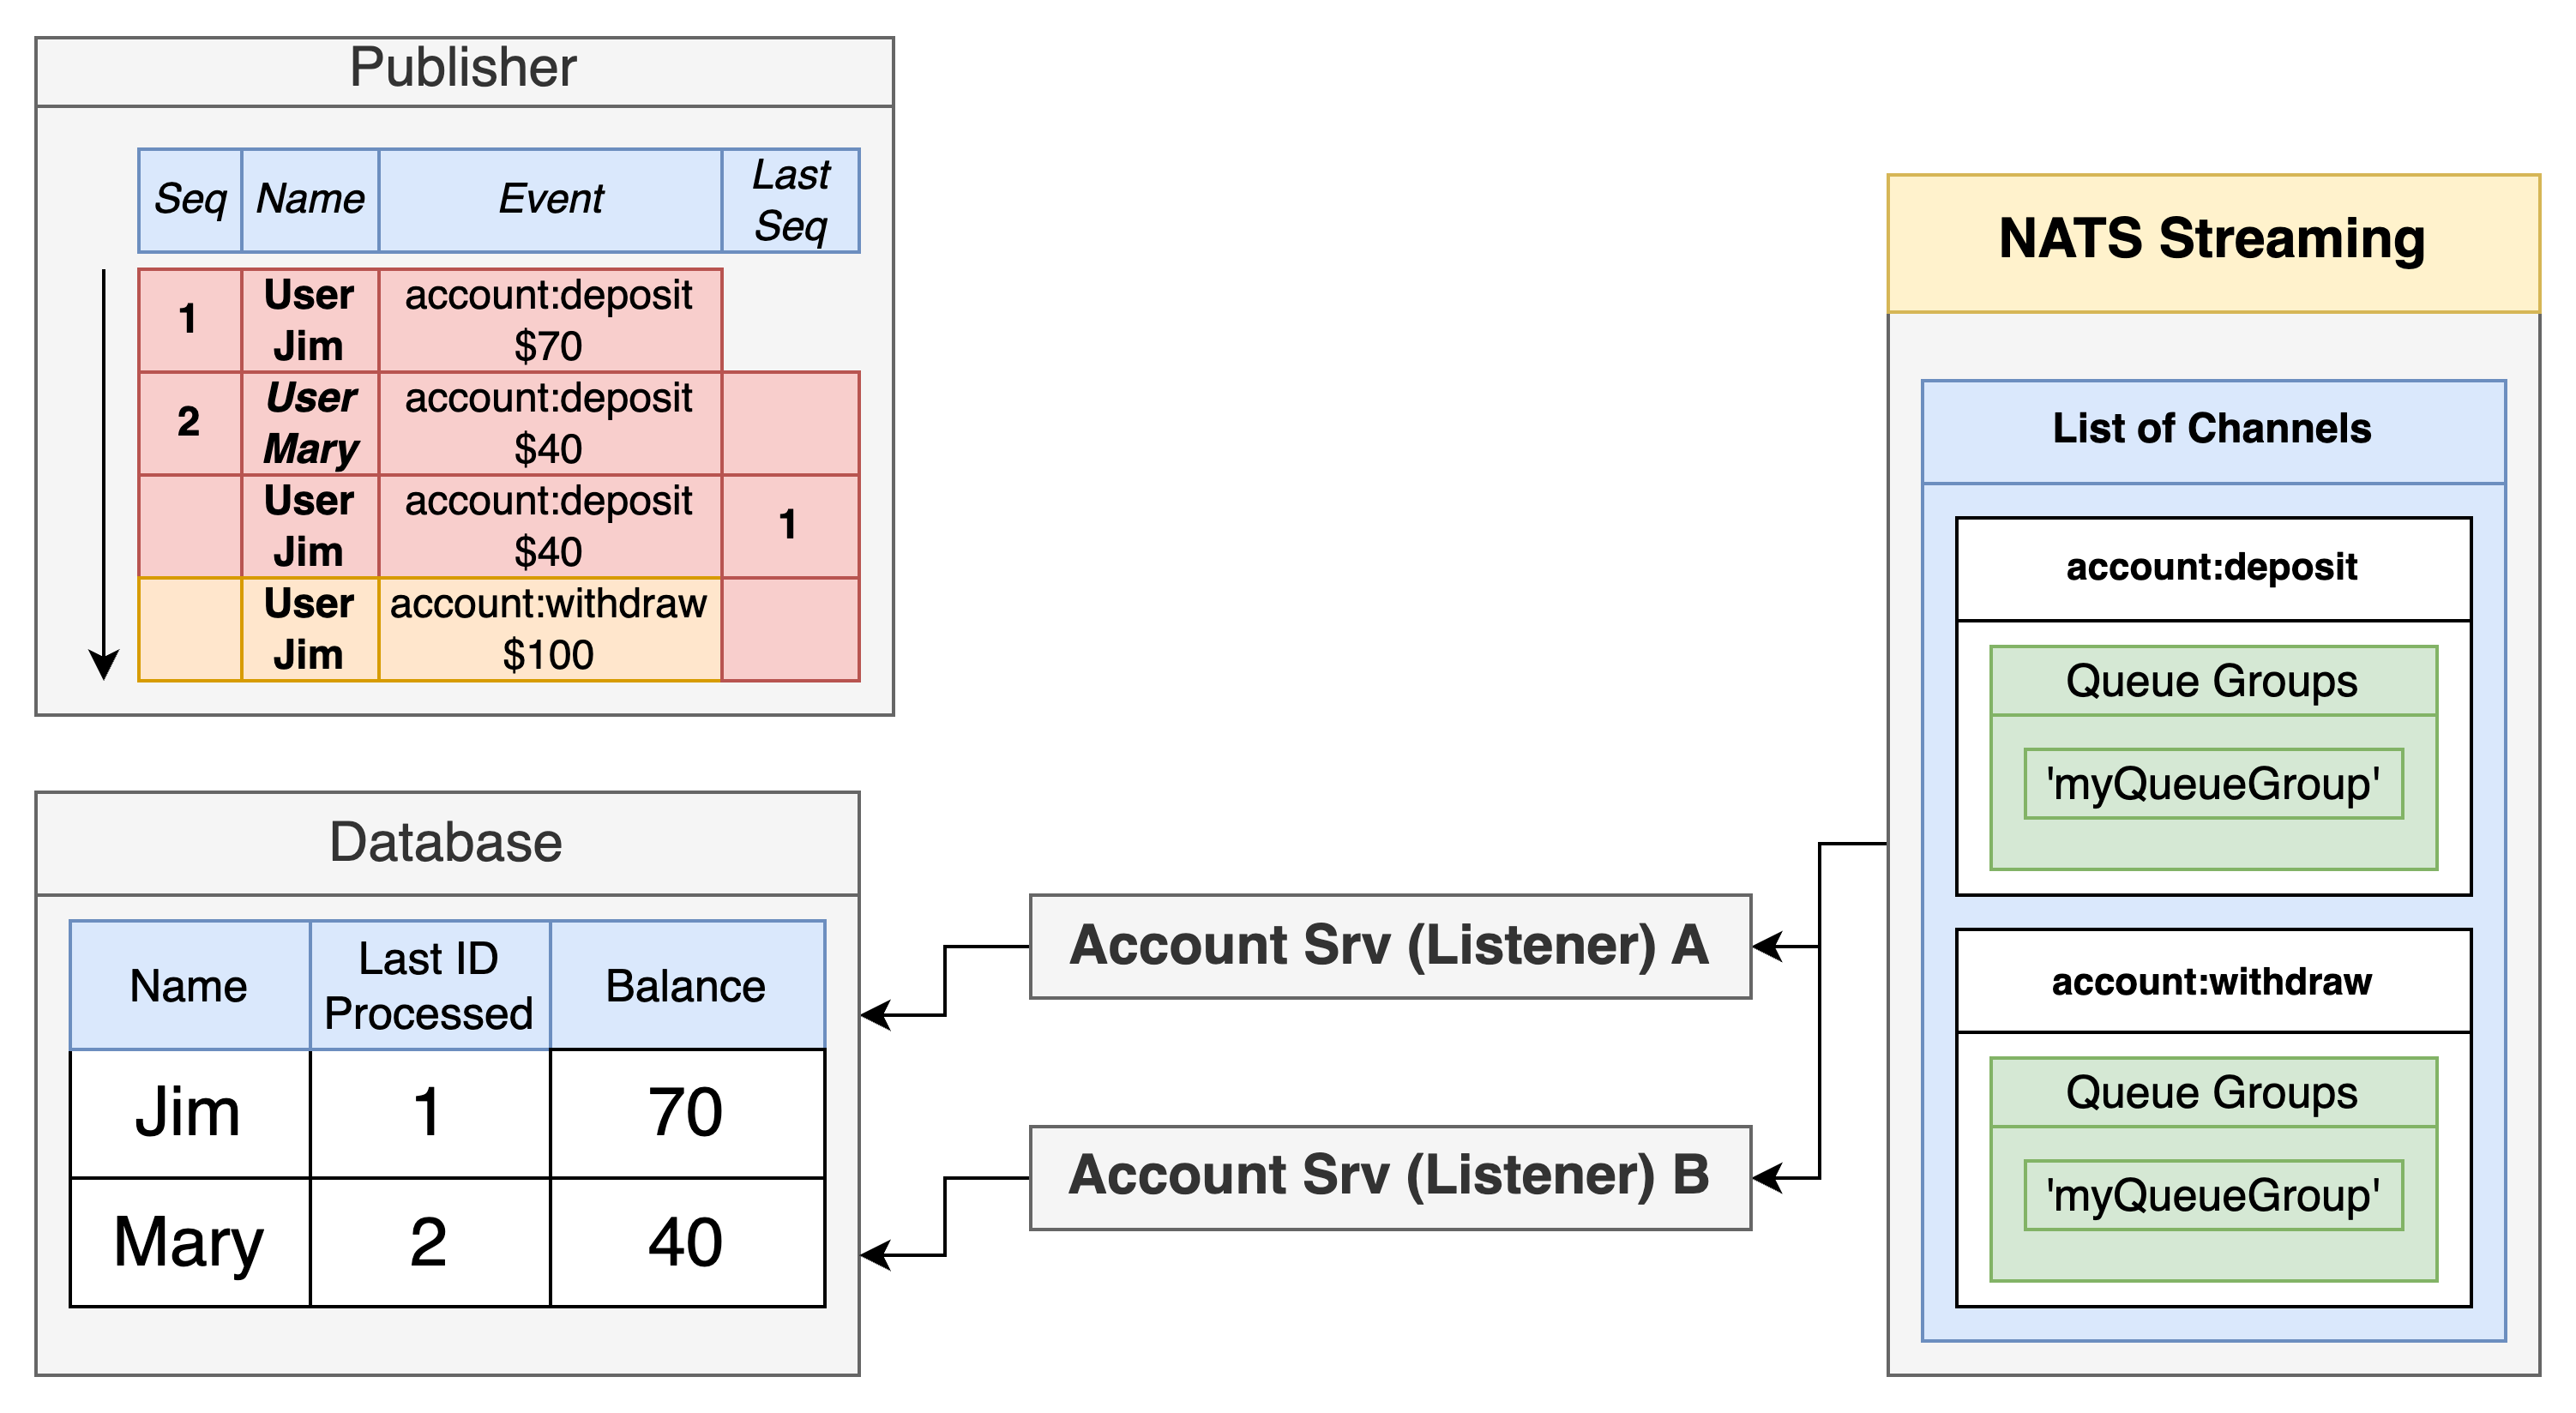 Publisher
Seq
Name
Event
Last
Seq
1
User
Jim
account:deposit
$70
2
User
Mary
account:deposit
$40
User
Jim
account:deposit
$40
1
User
Jim
account:withdraw
$100
Database
Name
Last ID
Processed
Balance
Jim
1
70
Mary
2
40
Account Srv (Listener) A
Account Srv (Listener) B
NATS Streaming
List of Channels
account:deposit
Queue Groups
'myQueueGroup'
account:withdraw
Queue Groups
'myQueueGroup'